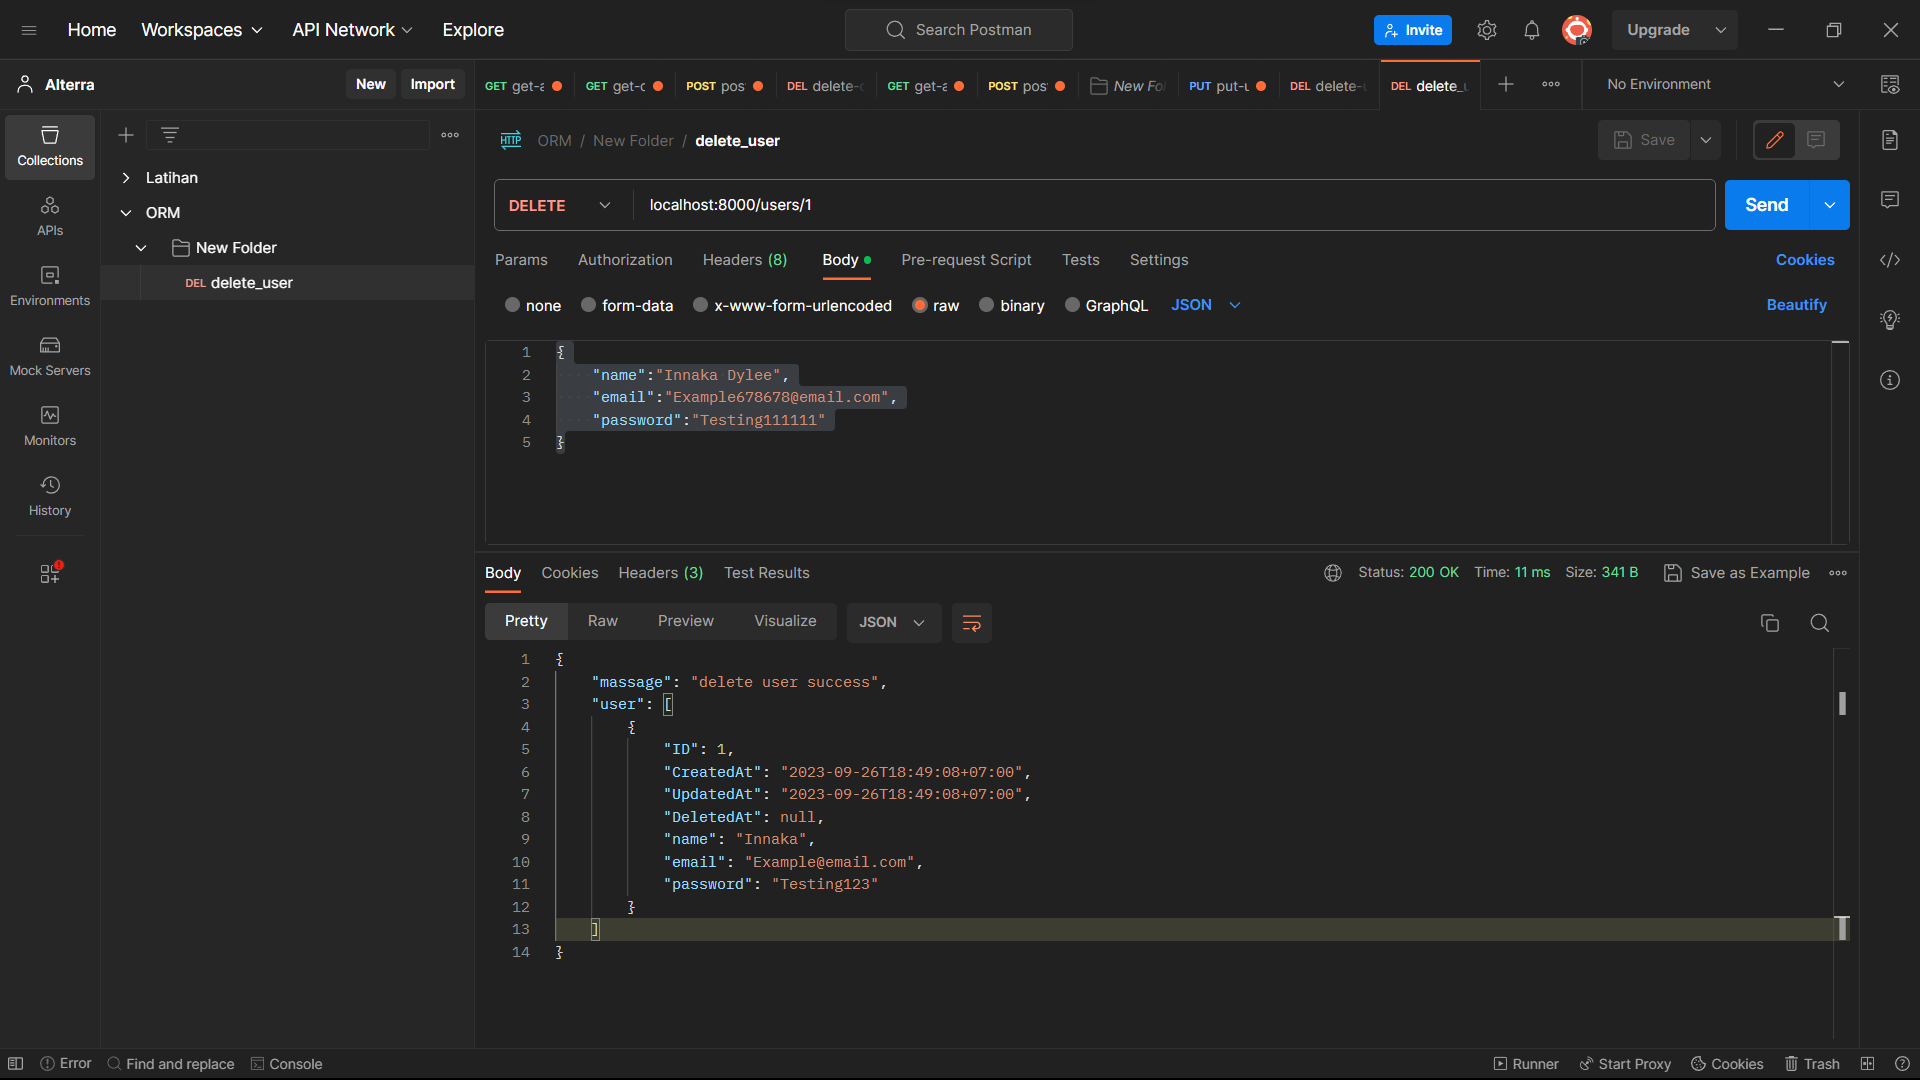 Home Workspaces API Network Explore Search Postman Invite Upgrade
Alterra New Import
GET get-a GET get-c POST pos DEL delete-c GET get-a POST pos New Fol PUT put-u DEL delete-u DEL delete_u No Environment
Collections
APIs
Environments
Mock Servers
Monitors
History
Latihan
ORM
New Folder
DEL delete_user
HTTP ORM / New Folder / delete_user Save
DELETE localhost:8000/users/1 Send
Params Authorization Headers (8) Body Pre-request Script Tests Settings Cookies
none form-data x-www-form-urlencoded raw binary GraphQL JSON Beautify
1 {
2 "name":"Innaka Dylee",
3 "email":"Example678678@email.com",
4 "password":"Testing111111"
5 }
Body Cookies Headers (3) Test Results Status: 200 OK Time: 11 ms Size: 341 B Save as Example
Pretty Raw Preview Visualize JSON
1 {
2 "massage": "delete user success",
3 "user": [
4 {
5 "ID": 1,
6 "CreatedAt": "2023-09-26T18:49:08+07:00",
7 "UpdatedAt": "2023-09-26T18:49:08+07:00",
8 "DeletedAt": null,
9 "name": "Innaka",
10 "email": "Example@email.com",
11 "password": "Testing123"
12 }
13 ]
14 }
Error Find and replace Console Runner Start Proxy Cookies Trash